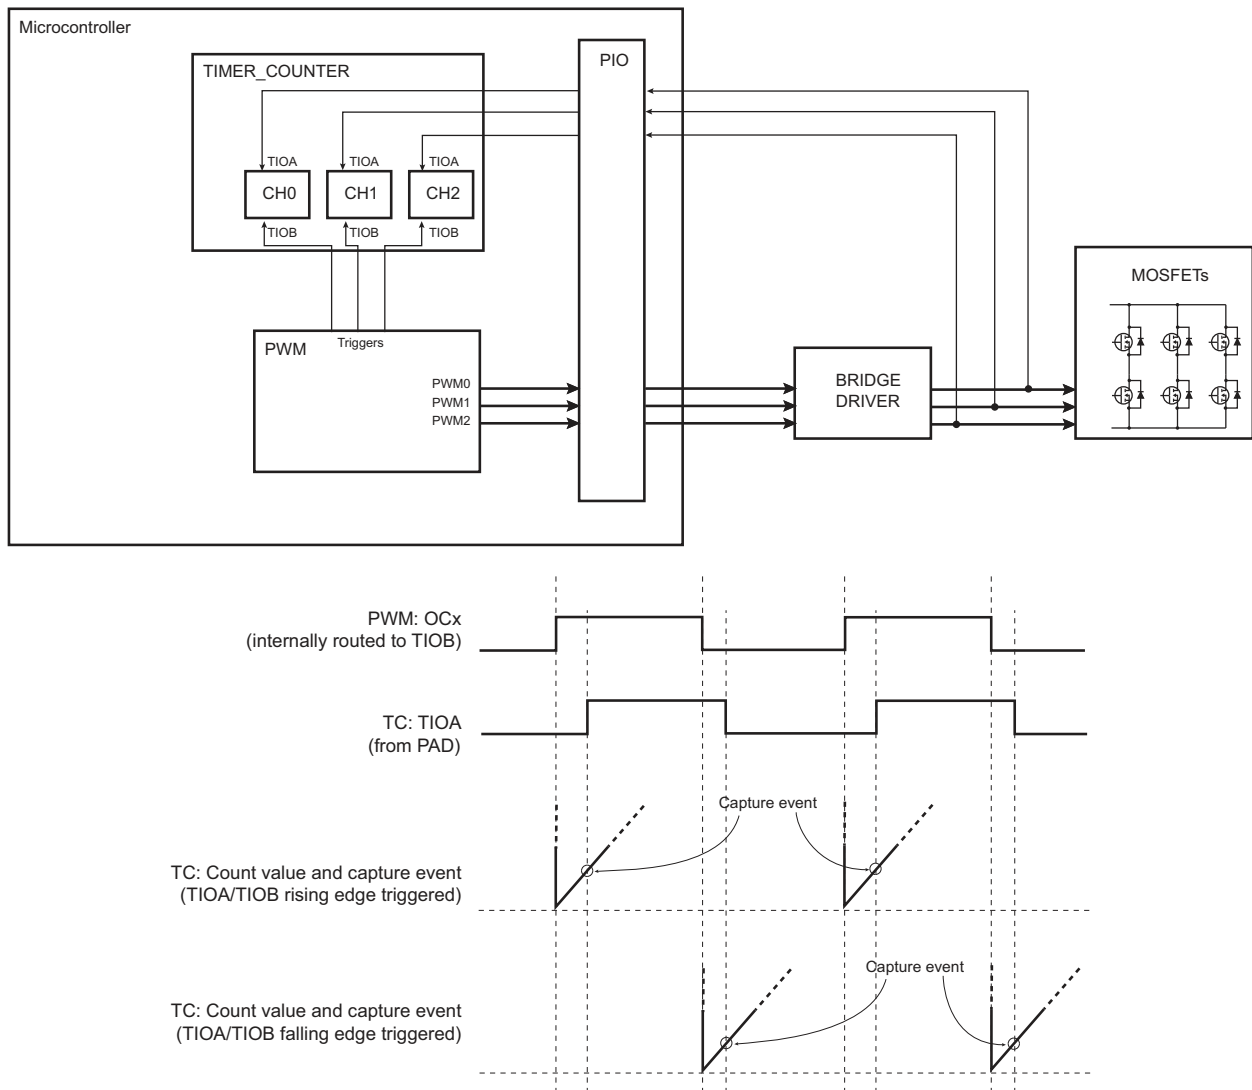 Microcontroller
TIMER_COUNTER
PIO
TIOA
TIOA
TIOA
CH0
CH1
CH2
TIOB
TIOB
TIOB
MOSFETs
Triggers
PWM
PWM0
PWM1
PWM2
BRIDGE
DRIVER
PWM: OCx
(internally routed to TIOB)
TC: TIOA
(from PAD)
Capture event
TC: Count value and capture event
(TIOA/TIOB rising edge triggered)
Capture event
TC: Count value and capture event
(TIOA/TIOB falling edge triggered)